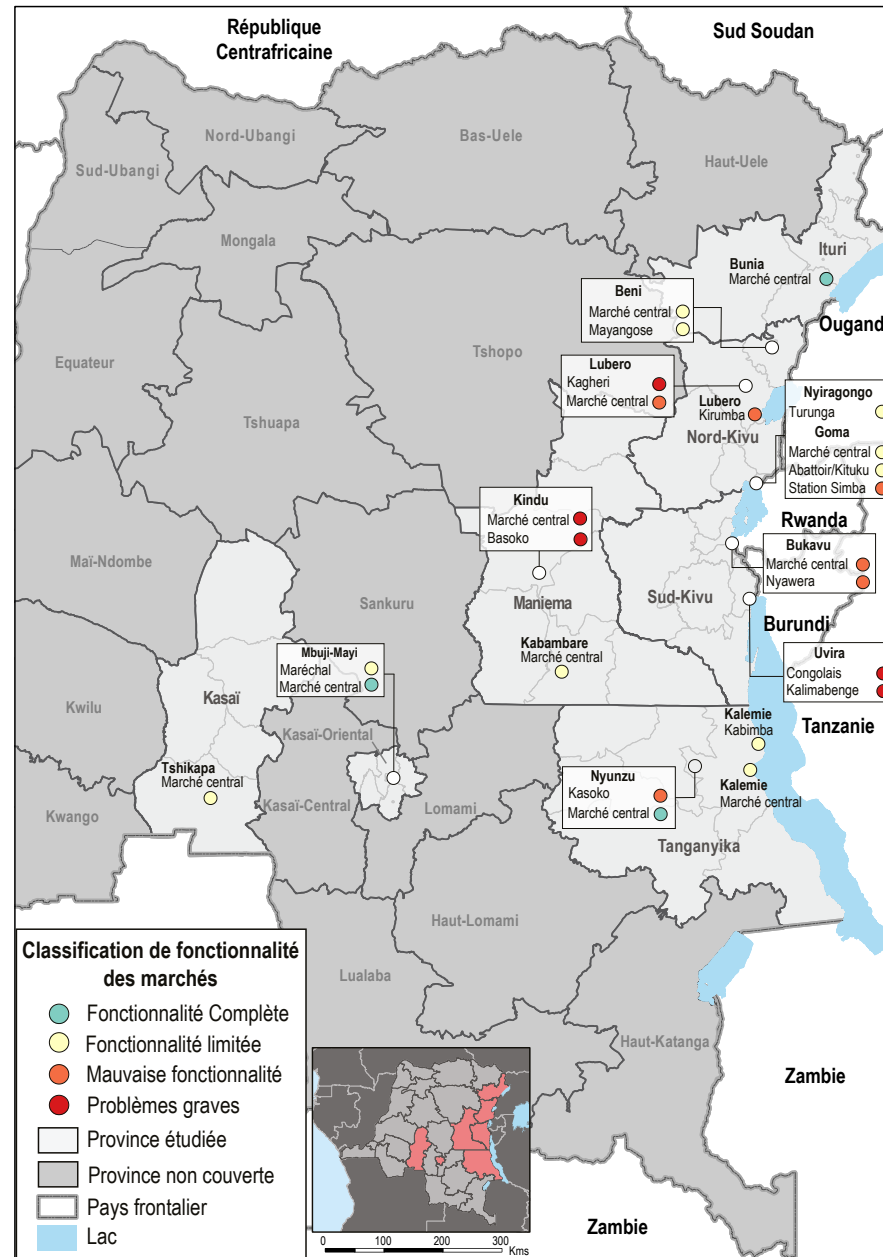 République
Centrafricaine
Sud Soudan
Nord-Ubangi
Bas-Uele
Sud-Ubangi
Haut-Uele
Mongala
Ituri
Bunia
Marché central
Beni
Marché central
Mayangose
Ougand
Equateur
Tshopo
Tshuapa
Lubero
Kagheri
Marché central
Lubero
Kirumba
Nord-Kivu
Nyiragongo
Turunga
Goma
Marché central
Abattoir/Kituku
Station Simba
Kindu
Marché central
Basoko
Rwanda
Bukavu
Marché central
Nyawera
Maï-Ndombe
Sankuru
Maniema
Sud-Kivu
Burundi
Kabambare
Marché central
Uvira
Congolais
Kalimabenge
Mbuji-Mayi
Maréchal
Marché central
Kasaï
Kwilu
Tanzanie
Kalemie
Kabimba
Kasaï-Oriental
Tshikapa
Marché central
Nyunzu
Kasoko
Marché central
Kalemie
Marché central
Kasaï-Central
Lomami
Kwango
Tanganyika
Haut-Lomami
Lualaba
Haut-Katanga
Zambie
Zambie
Classification de fonctionnalité
des marchés
Fonctionnalité Complète
Fonctionnalité limitée
Mauvaise fonctionnalité
Problèmes graves
Province étudiée
Province non couverte
Pays frontalier
Lac
0 100 200 300
Kms